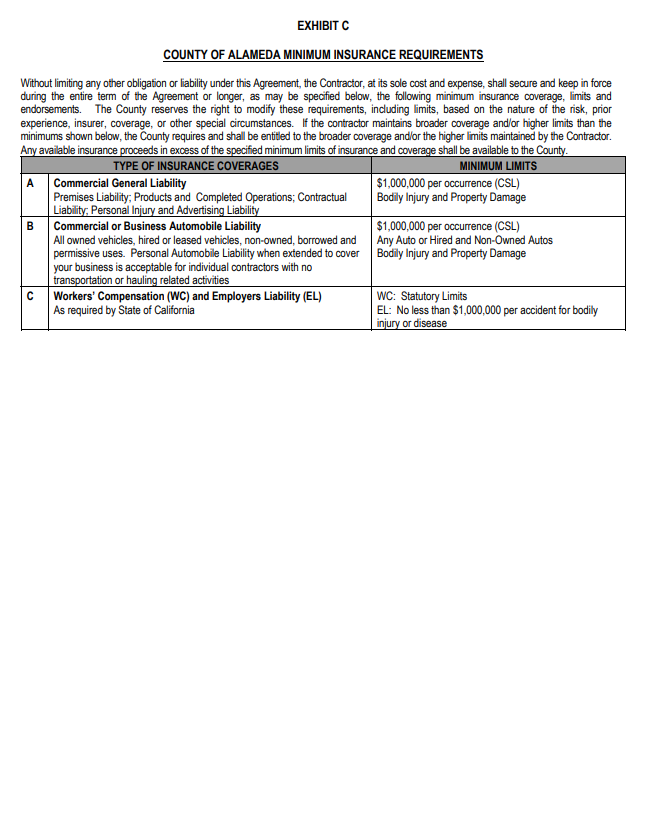 EXHIBIT C
COUNTY OF ALAMEDA MINIMUM INSURANCE REQUIREMENTS
Without limiting any other obligation or liability under this Agreement, the Contractor, at its sole cost and expense, shall secure and keep in force
during the entire term of the Agreement or longer, as may be specified below, the following minimum insurance coverage, limits and
endorsements. The County reserves the right to modify these requirements, including limits, based on the nature of the risk, prior
experience, insurer, coverage, or other special circumstances. If the contractor maintains broader coverage and/or higher limits than the
minimums shown below, the County requires and shall be entitled to the broader coverage and/or the higher limits maintained by the Contractor.
Any available insurance proceeds in excess of the specified minimum limits of insurance and coverage shall be available to the County.
TYPE OF INSURANCE COVERAGES MINIMUM LIMITS
A Commercial General Liability $1,000,000 per occurrence (CSL)
Premises Liability; Products and Completed Operations; Contractual Bodily Injury and Property Damage
Liability; Personal Injury and Advertising Liability
B Commercial or Business Automobile Liability $1,000,000 per occurrence (CSL)
All owned vehicles, hired or leased vehicles, non-owned, borrowed and Any Auto or Hired and Non-Owned Autos
permissive uses. Personal Automobile Liability when extended to cover Bodily Injury and Property Damage
your business is acceptable for individual contractors with no
transportation or hauling related activities
C Workers' Compensation (WC) and Employers Liability (EL) WC: Statutory Limits
As required by State of California EL: No less than $1,000,000 per accident for bodily
injury or disease